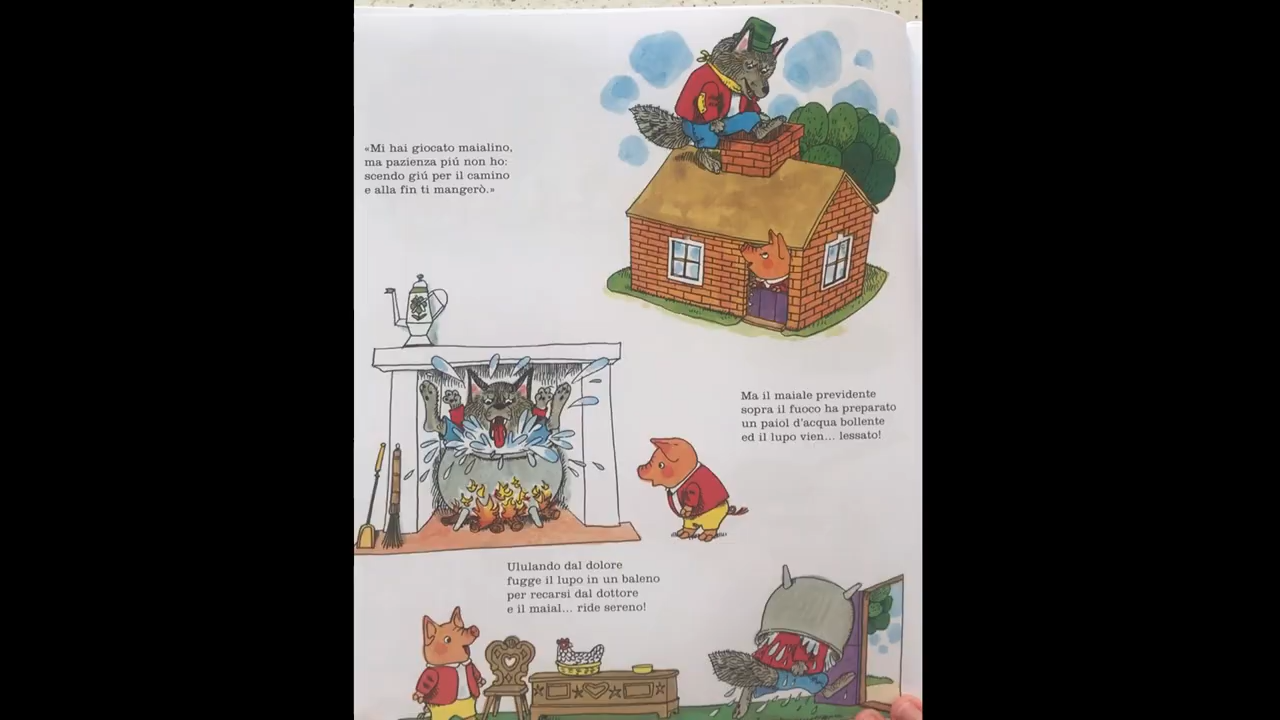 «Mi hai giocato maialino,
ma pazienza piú non ho:
scendo giú per il camino
e alla fin ti mangerò.»
Ma il maiale previdente
sopra il fuoco ha preparato
un paiol d'acqua bollente
ed il lupo vien... lessato!
Ululando dal dolore
fugge il lupo in un baleno
per recarsi dal dottore
e il maial... ride sereno!